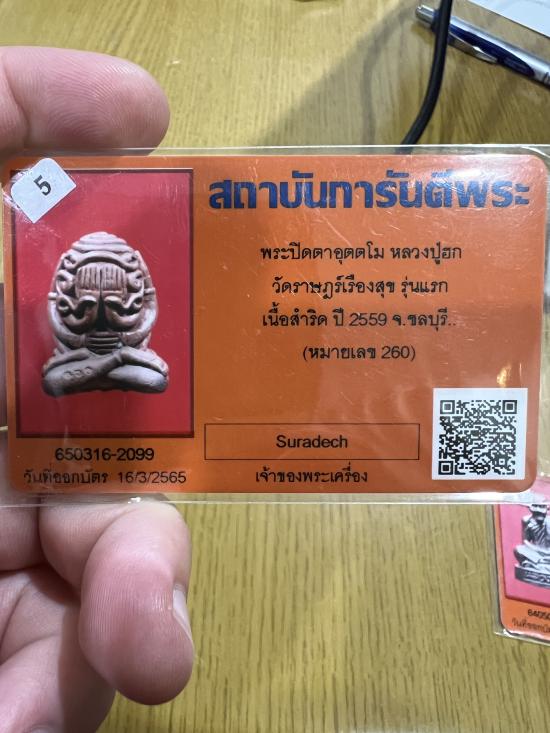 5
สถาบันการันตีพระ
พระปิดตาอุตตโม หลวงปู่ฮก
วัดราษฎร์เรืองสุข รุ่นแรก
เนื้อสำริด ปี 2559 จ.ชลบุรี..
(หมายเลข 260)
Suradech
เจ้าของพระเครื่อง
650316-2099
วันที่ออกบัตร 16/3/2565